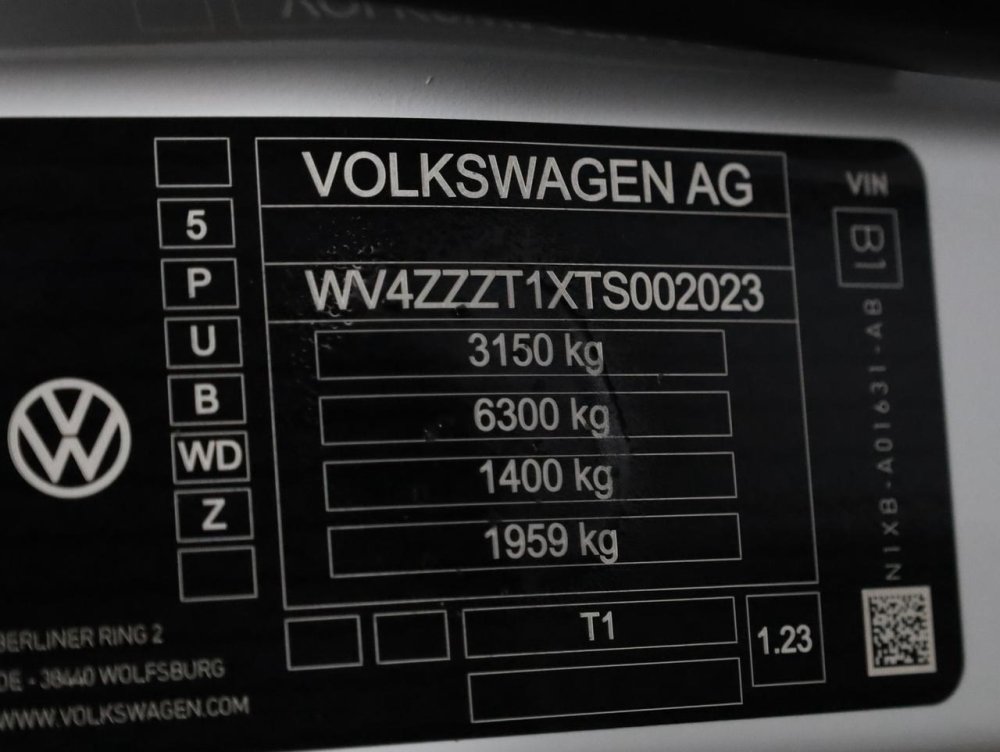 VOLKSWAGEN AG
WV4ZZZT1XTS002023
3150 kg
6300 kg
1400 kg
1959 kg
T1
1.23
5
P
U
B
WD
Z
VIN
B1
N1XB-A01631-AB
BERLINER RING 2
DE - 38440 WOLFSBURG
WWW.VOLKSWAGEN.COM